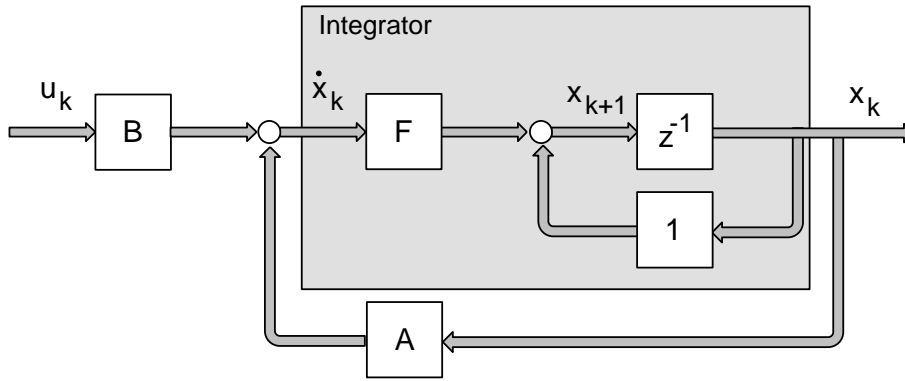 Integrator
u_k
B
ẋ_k
F
x_{k+1}
z^{-1}
x_k
1
A